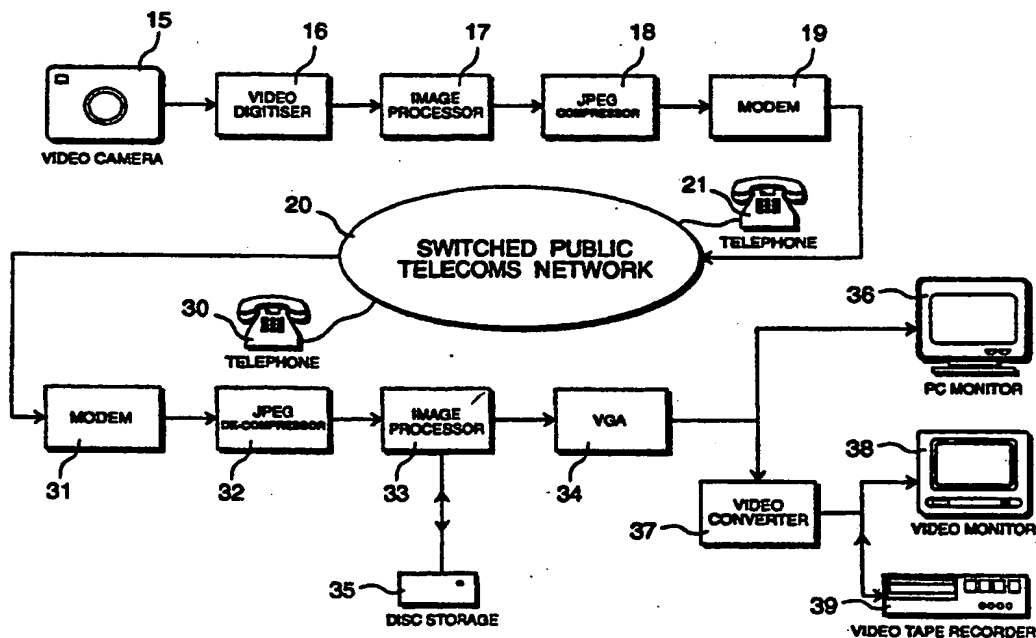 15
16
17
18
19
VIDEO
DIGITISER
IMAGE
PROCESSOR
JPEG
COMPRESSOR
MODEM
VIDEO CAMERA
20
21
TELEPHONE
SWITCHED PUBLIC
TELECOMS NETWORK
30
TELEPHONE
36
PC MONITOR
MODEM
JPEG
DE-COMPRESSOR
IMAGE
PROCESSOR
VGA
31
32
33
34
38
VIDEO MONITOR
VIDEO
CONVERTER
37
35
DISC STORAGE
39
VIDEO TAPE RECORDER